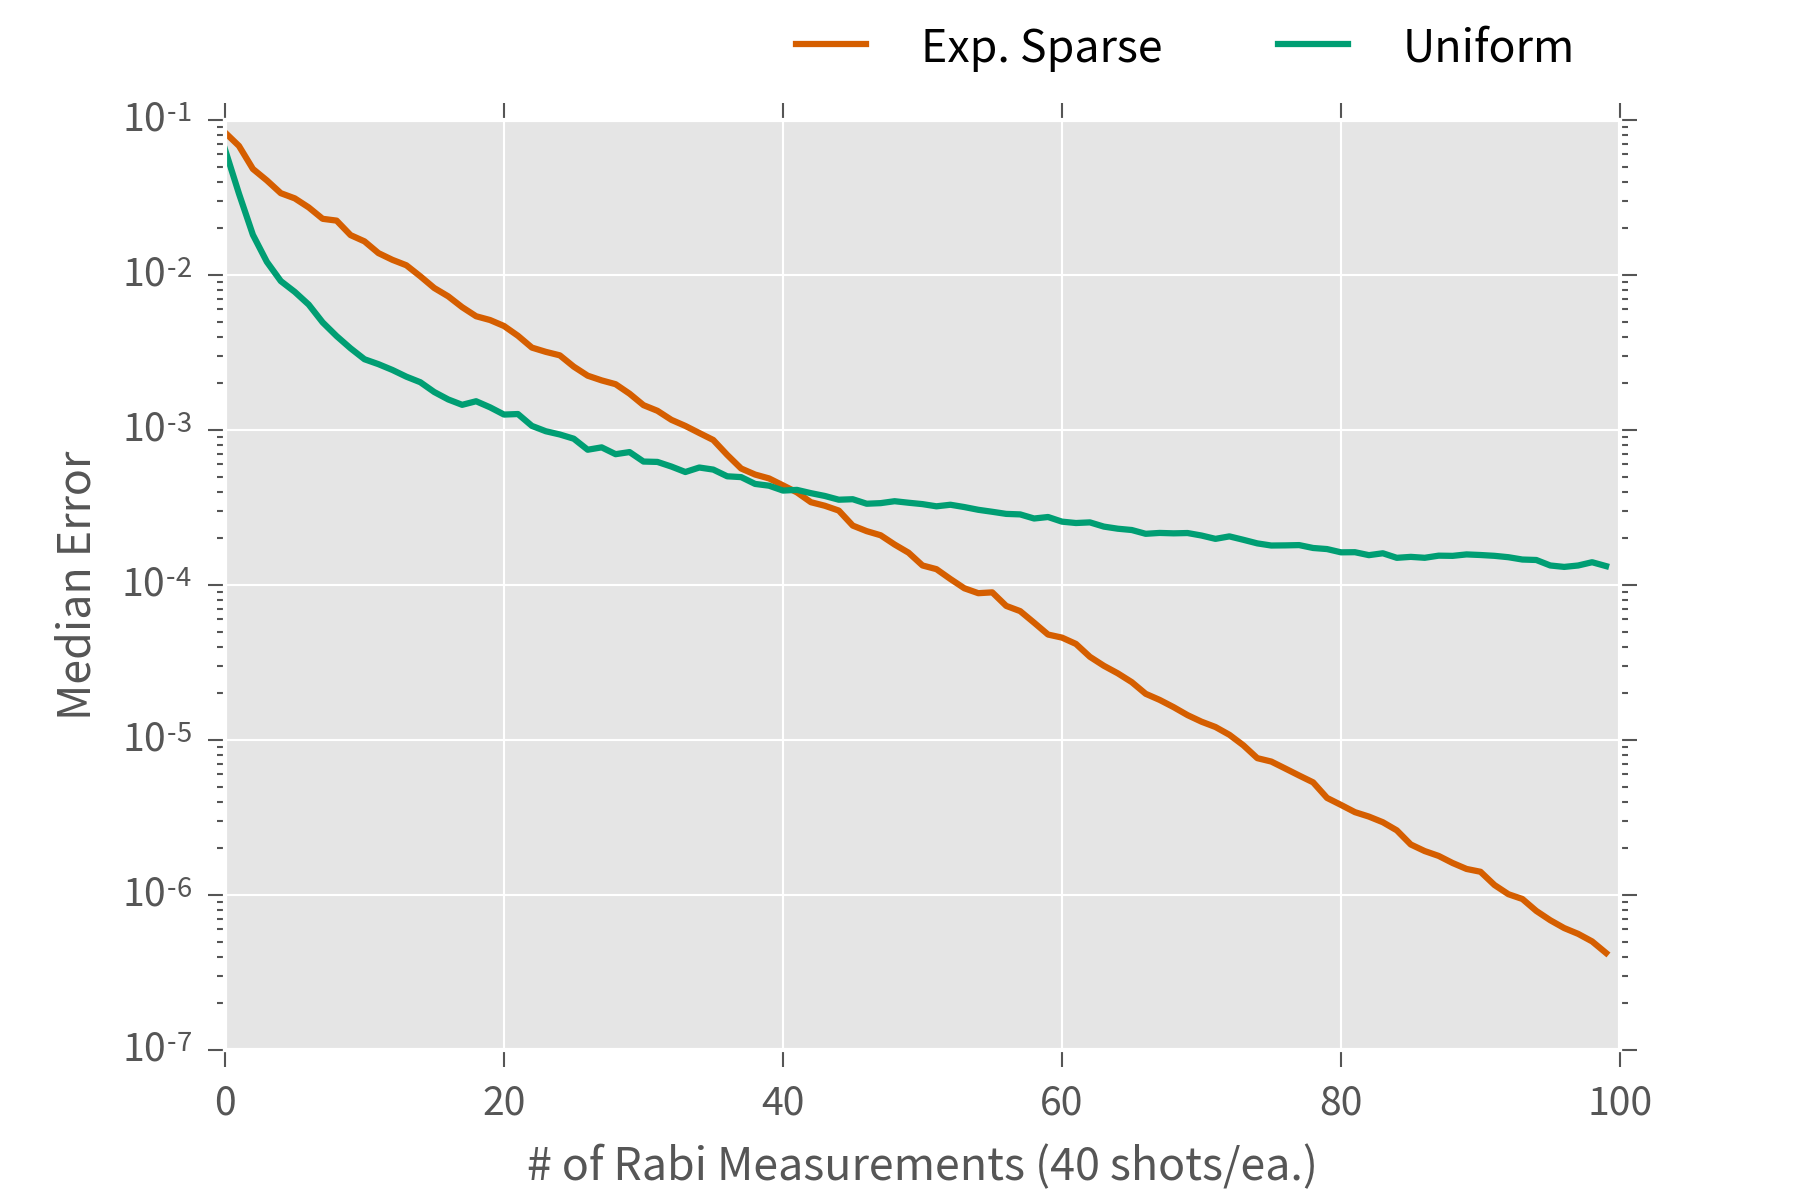 Exp. Sparse Uniform
10⁻¹
10⁻²
10⁻³
10⁻⁴
10⁻⁵
10⁻⁶
10⁻⁷
Median Error
0 20 40 60 80 100
# of Rabi Measurements (40 shots/ea.)